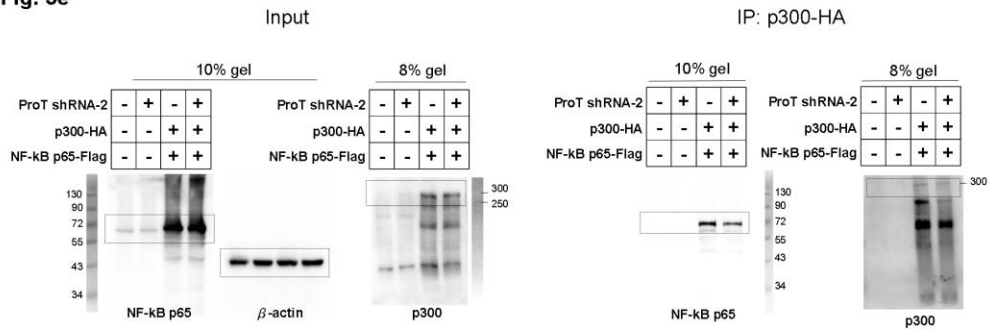 Fig. 5e
Input
IP: p300-HA
10% gel
8% gel
ProT shRNA-2 - + - +
p300-HA - - + +
NF-kB p65-Flag - - + +
ProT shRNA-2 - + - +
p300-HA - - + +
NF-kB p65-Flag - - + +
130
90
72
55
43
34
300
250
NF-kB p65
β-actin
p300
10% gel
8% gel
ProT shRNA-2 - + - +
p300-HA - - + +
NF-kB p65-Flag - - + +
ProT shRNA-2 - + - +
p300-HA - - + +
NF-kB p65-Flag - - + +
130
90
72
55
43
34
300
NF-kB p65
p300